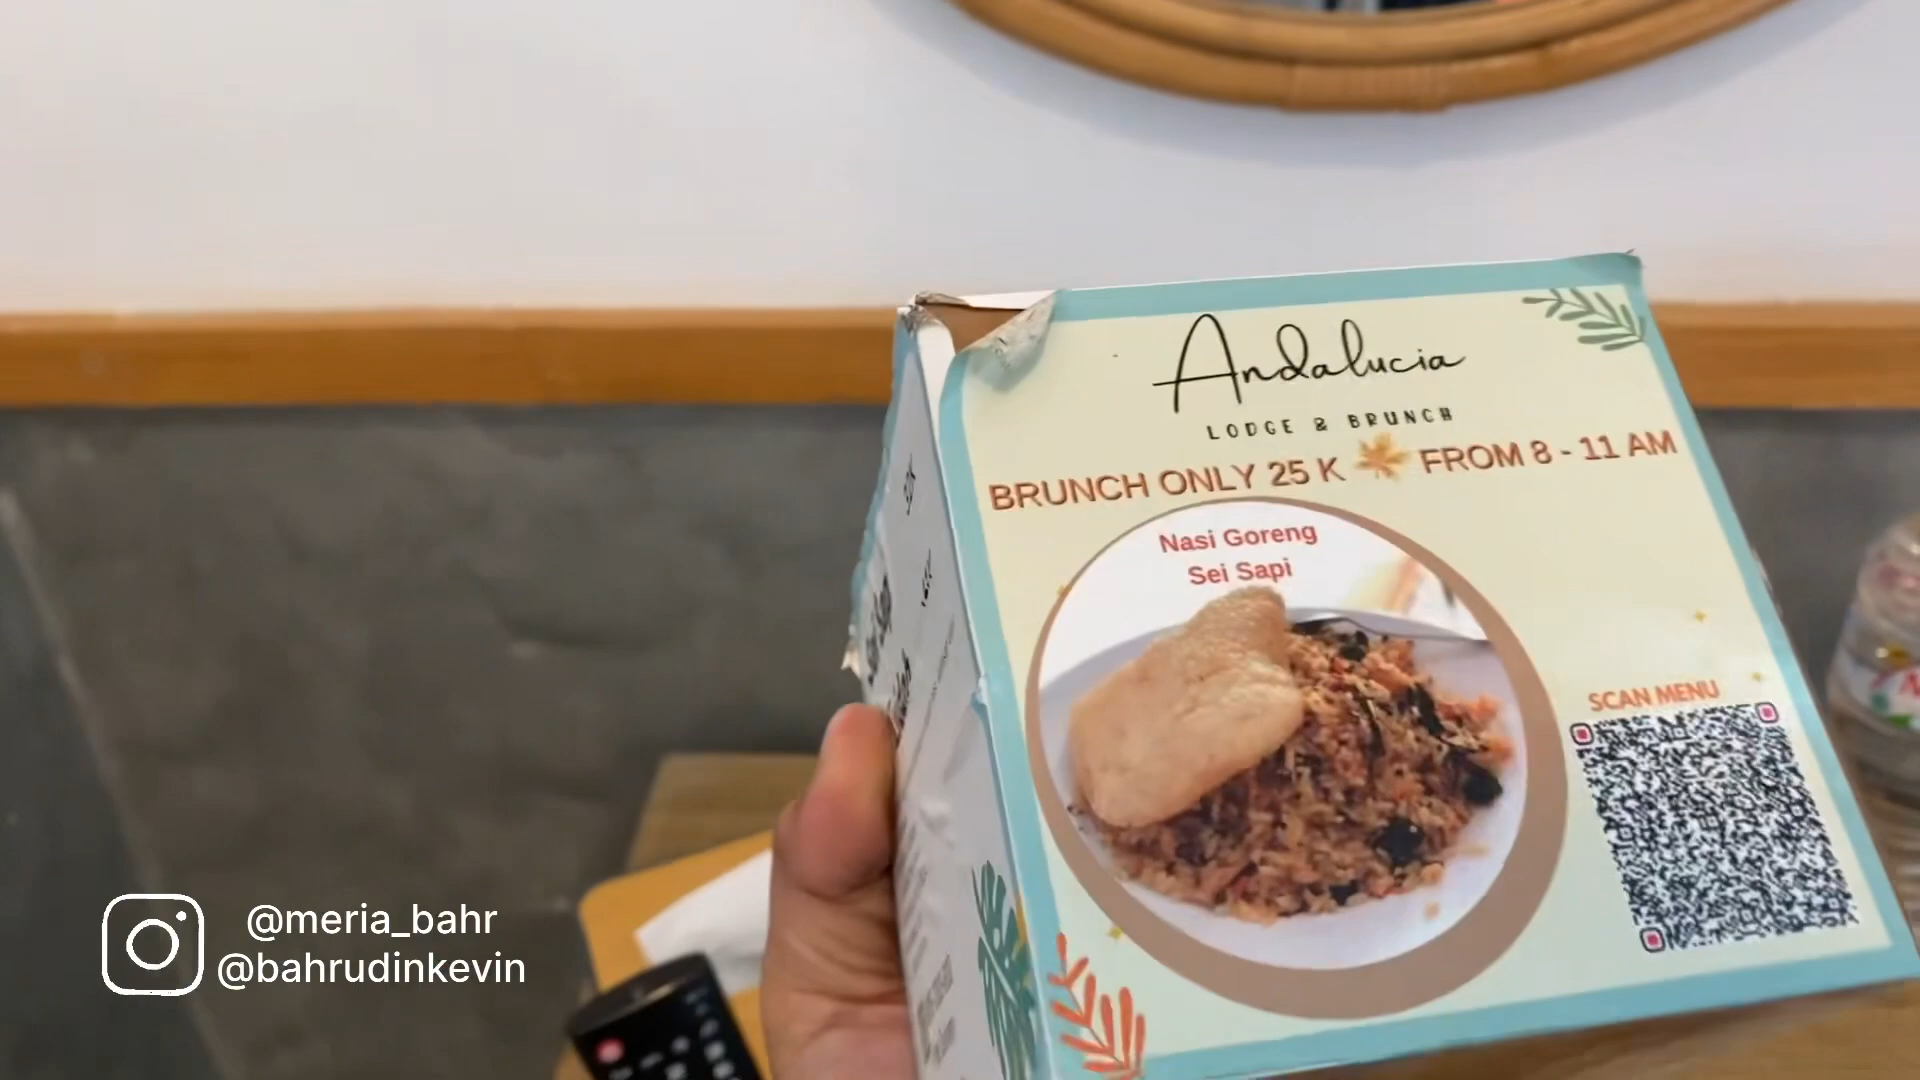 Andalucia
LODGE & BRUNCH
BRUNCH ONLY 25 K FROM 8 - 11 AM
Nasi Goreng
Sei Sapi
SCAN MENU
@meria_bahr
@bahrudinkevin